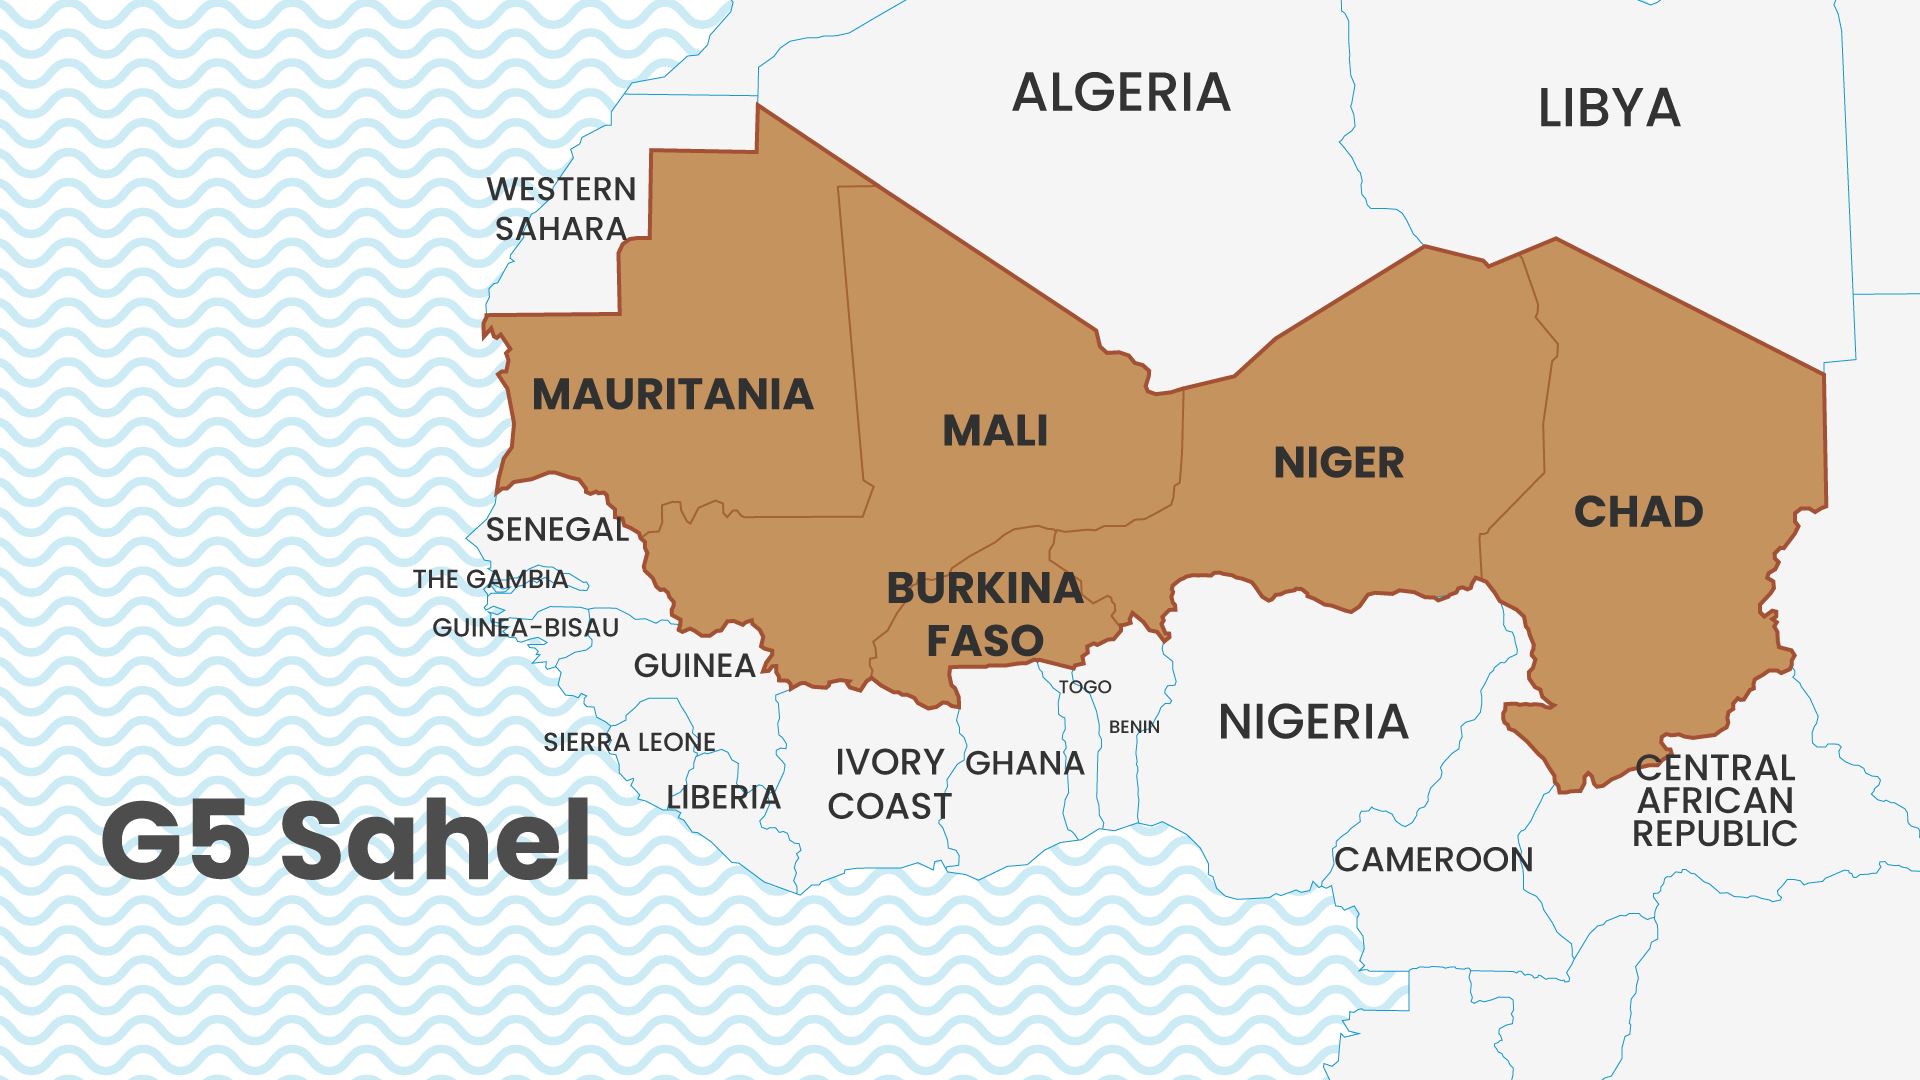 ALGERIA
LIBYA
WESTERN
SAHARA
MAURITANIA
MALI
NIGER
CHAD
SENEGAL
THE GAMBIA
BURKINA
FASO
GUINEA-BISAU
GUINEA
TOGO
BENIN
NIGERIA
SIERRA LEONE
IVORY
COAST
GHANA
LIBERIA
CENTRAL
AFRICAN
REPUBLIC
CAMEROON
G5 Sahel